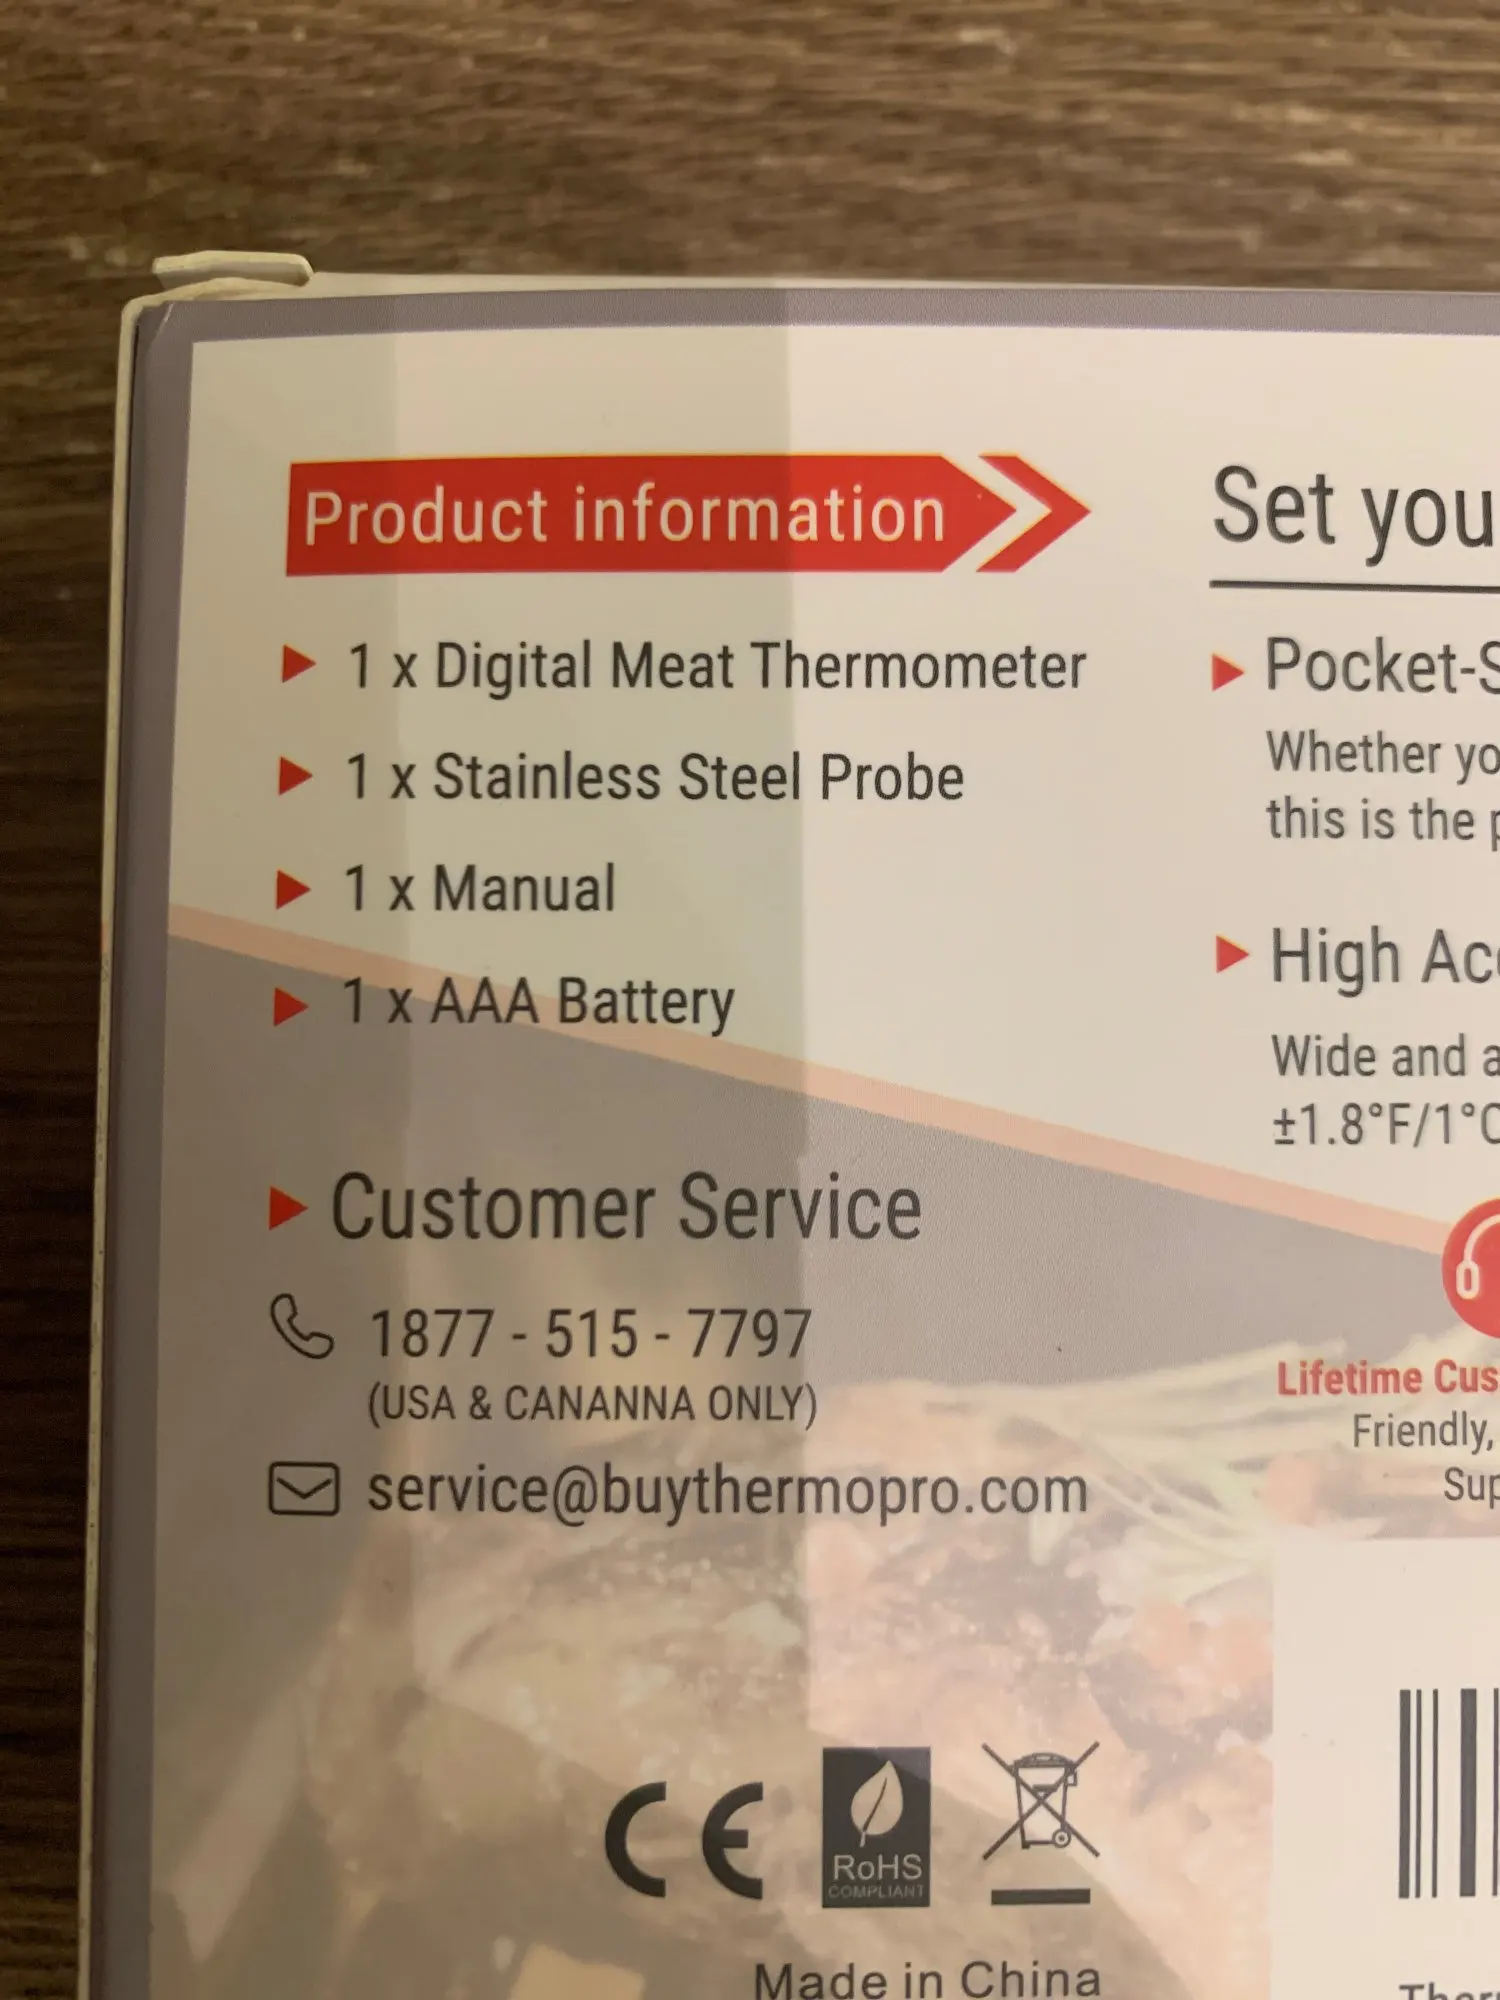 Product information
1 x Digital Meat Thermometer
1 x Stainless Steel Probe
1 x Manual
1 x AAA Battery
Customer Service
1877 - 515 - 7797
(USA & CANANNA ONLY)
service@buythermopro.com
CE
RoHS
COMPLIANT
Made in China
Set you
Pocket-S
Whether yo
this is the p
High Acc
Wide and a
±1.8°F/1°C
Lifetime Cus
Friendly,
Sup